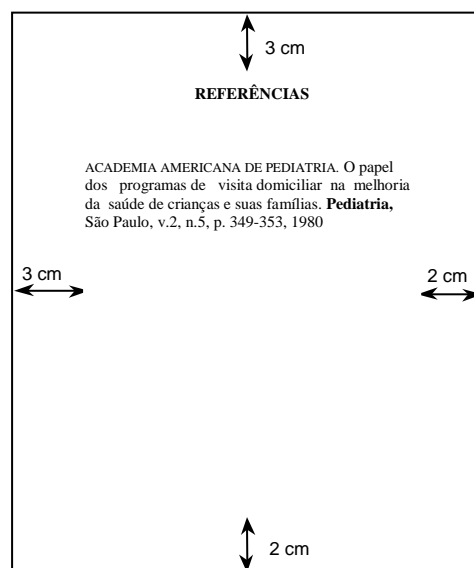 3 cm
REFERÊNCIAS
ACADEMIA AMERICANA DE PEDIATRIA. O papel
dos programas de visita domiciliar na melhoria
da saúde de crianças e suas famílias. Pediatria,
São Paulo, v.2, n.5, p. 349-353, 1980
3 cm
2 cm
2 cm